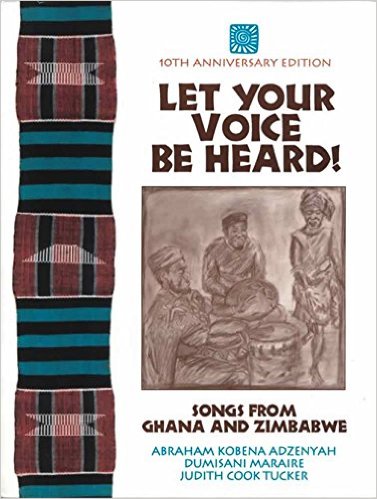 10TH ANNIVERSARY EDITION
LET YOUR
VOICE
BE HEARD!
SONGS FROM
GHANA AND ZIMBABWE
ABRAHAM KOBENA ADZENYAH
DUMISANI MARAIRE
JUDITH COOK TUCKER